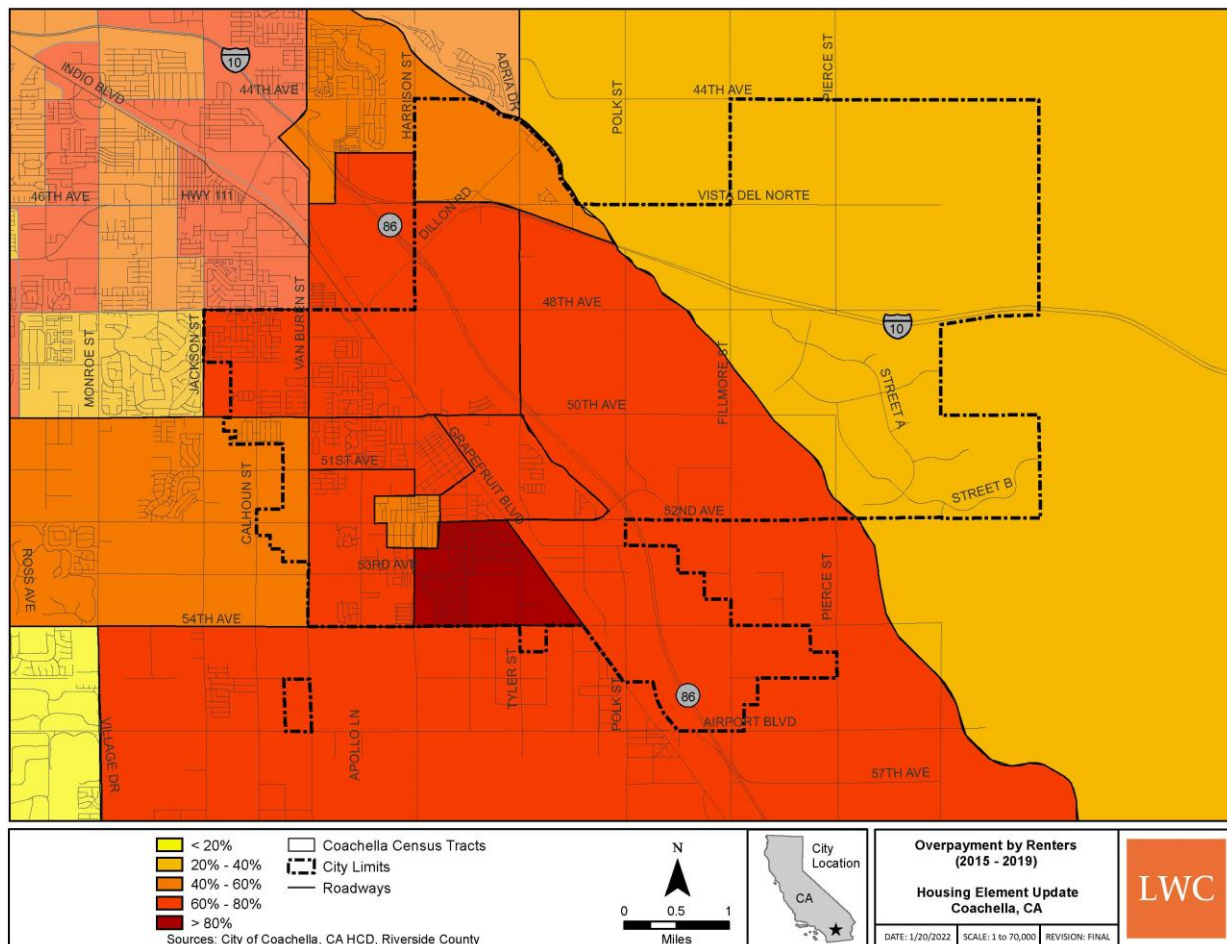 INDIO BLVD
10
44TH AVE
HARRISON ST
ADRIA DR
POLK ST
44TH AVE
PIERCE ST
46TH AVE
HWY 111
86
DILLON RD
VISTA DEL NORTE
MONROE ST
JACKSON ST
VAN BUREN ST
48TH AVE
10
FILLMORE ST
STREET A
50TH AVE
GRAPEFRUIT BLVD
CALHOUN ST
51ST AVE
STREET B
52ND AVE
ROSS AVE
53RD AVE
PIERCE ST
54TH AVE
TYLER ST
POLK ST
86
VILLAGE DR
APOLLO LN
AIRPORT BLVD
57TH AVE
< 20%
20% - 40%
40% - 60%
60% - 80%
> 80%
Coachella Census Tracts
City Limits
Roadways
Sources: City of Coachella, CA HCD, Riverside County
N
0 0.5 1
Miles
City
Location
CA
Overpayment by Renters
(2015 - 2019)
Housing Element Update
Coachella, CA
DATE: 1/20/2022 SCALE: 1 to 70,000 REVISION: FINAL
LWC